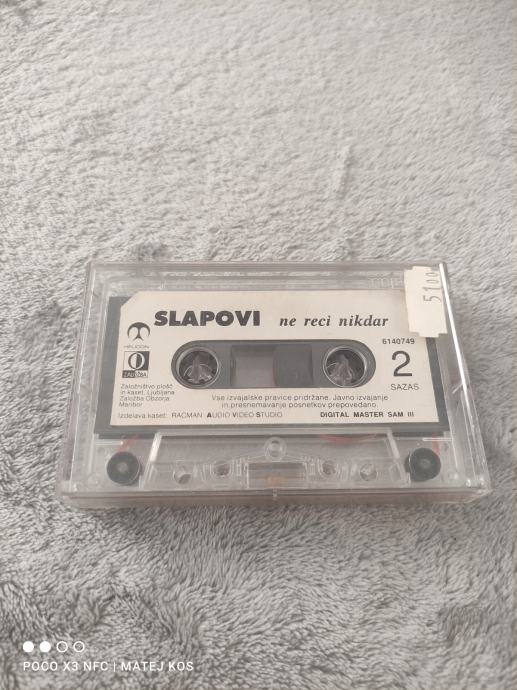 5100
SLAPOVI ne reci nikdar
HELIDON
6140749
ZALOŽBA
2
SAZAS
Založništvo plošč
in kaset, Ljubljana
Založba Obzorja
Maribor
Vse izvajalske pravice pridržane. Javno izvajanje
in presnemavanje posnetkov prepovedano.
Izdelava kaset: RACMAN AUDIO VIDEO STUDIO DIGITAL MASTER SAM III
POCO X3 NFC | MATEJ KOS